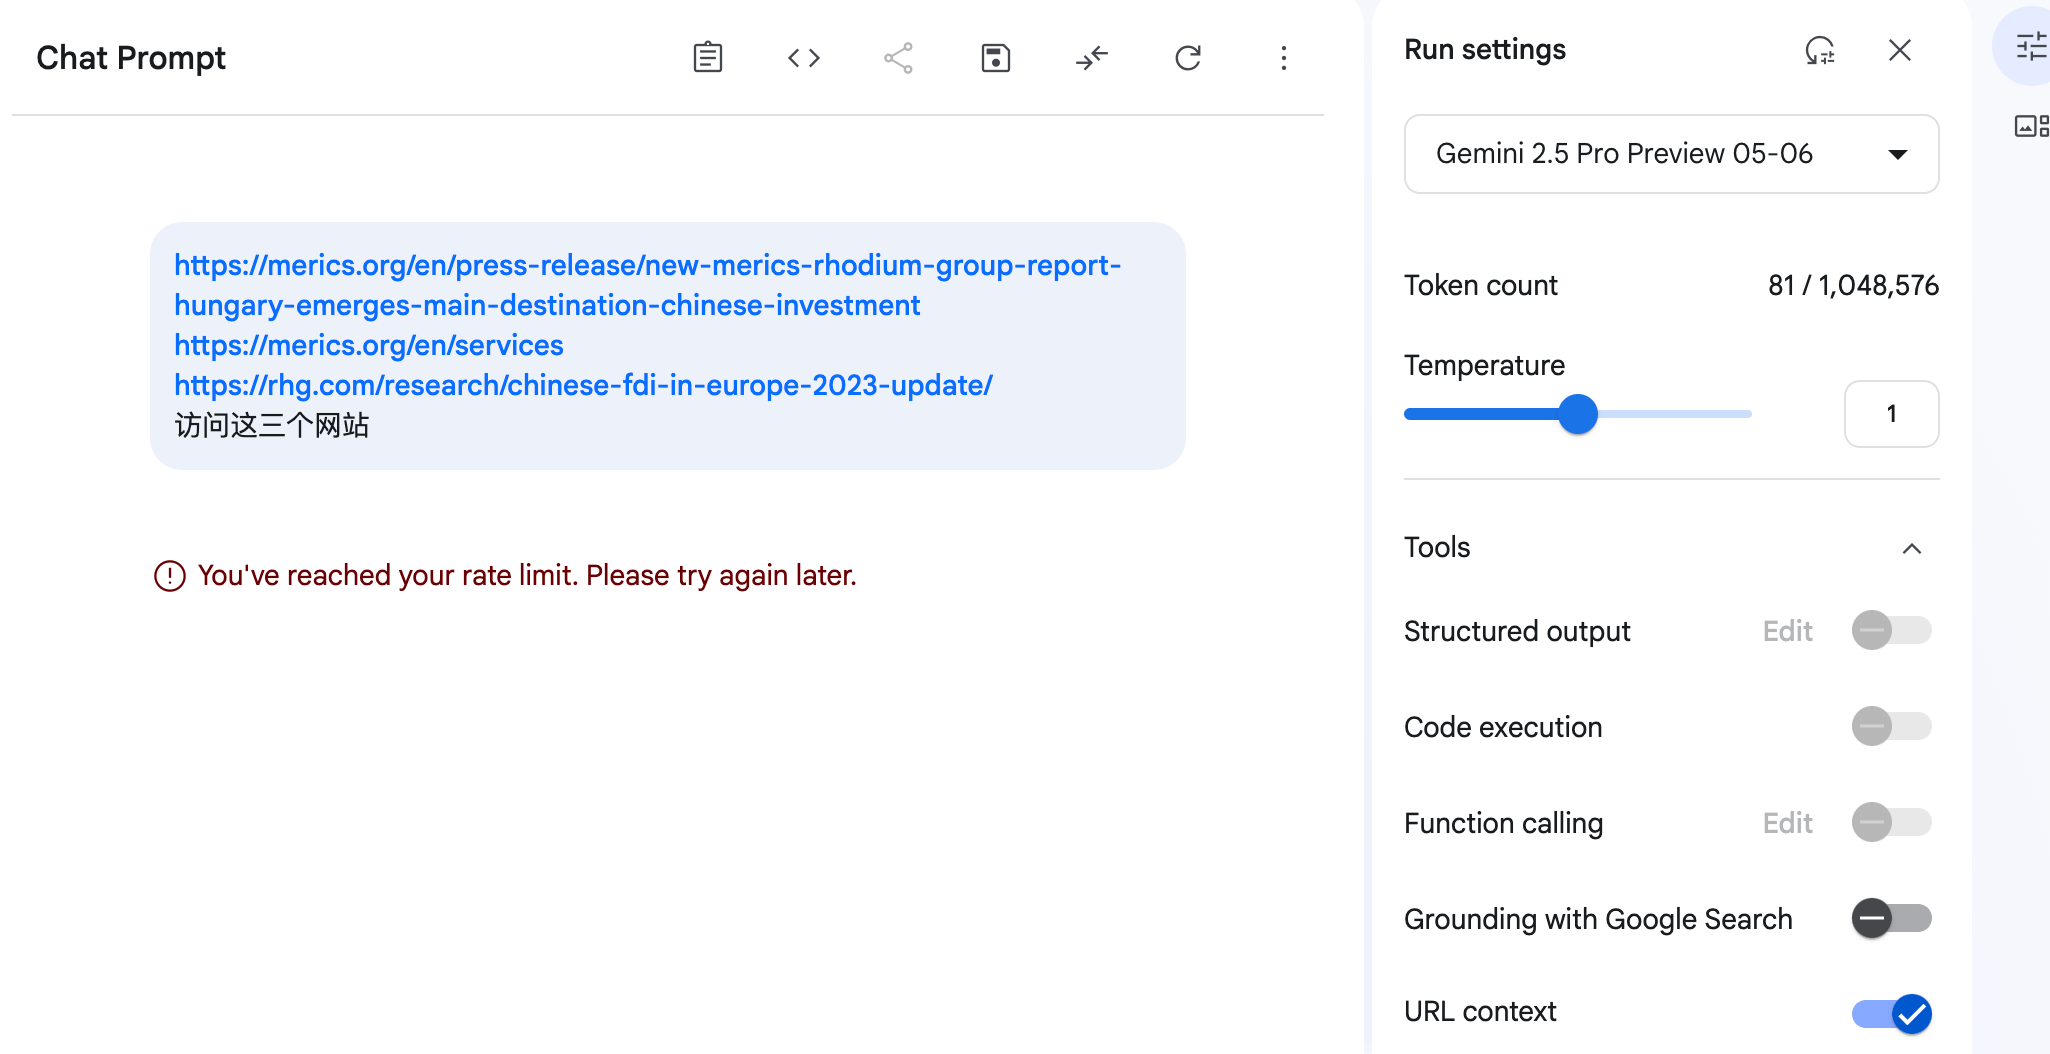 Chat Prompt
https://merics.org/en/press-release/new-merics-rhodium-group-report-
hungary-emerges-main-destination-chinese-investment
https://merics.org/en/services
https://rhg.com/research/chinese-fdi-in-europe-2023-update/
访问这三个网站
You've reached your rate limit. Please try again later.
Run settings
Gemini 2.5 Pro Preview 05-06
Token count 81 / 1,048,576
Temperature
1
Tools
Structured output Edit
Code execution
Function calling Edit
Grounding with Google Search
URL context